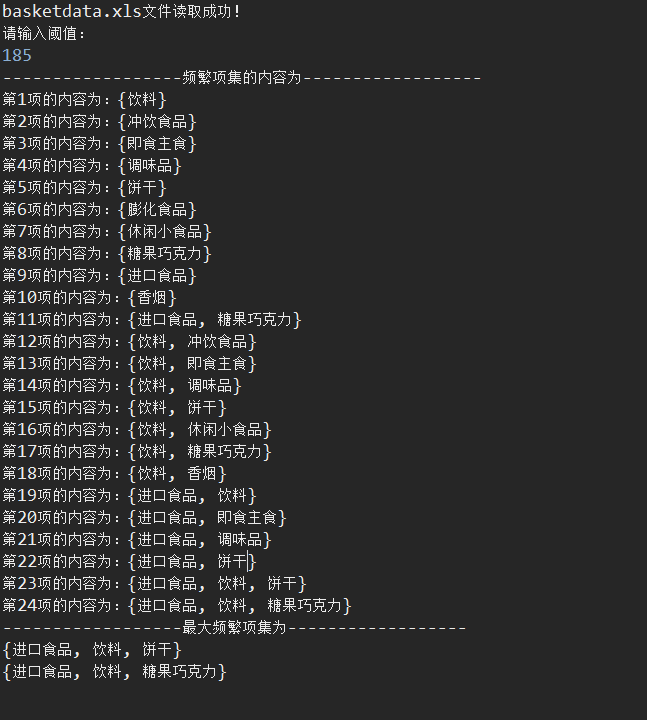 basketdata.xls文件读取成功!
请输入阈值:
185
------------------频繁项集的内容为------------------
第1项的内容为:{饮料}
第2项的内容为:{冲饮食品}
第3项的内容为:{即食主食}
第4项的内容为:{调味品}
第5项的内容为:{饼干}
第6项的内容为:{膨化食品}
第7项的内容为:{休闲小食品}
第8项的内容为:{糖果巧克力}
第9项的内容为:{进口食品}
第10项的内容为:{香烟}
第11项的内容为:{进口食品, 糖果巧克力}
第12项的内容为:{饮料, 冲饮食品}
第13项的内容为:{饮料, 即食主食}
第14项的内容为:{饮料, 调味品}
第15项的内容为:{饮料, 饼干}
第16项的内容为:{饮料, 休闲小食品}
第17项的内容为:{饮料, 糖果巧克力}
第18项的内容为:{饮料, 香烟}
第19项的内容为:{进口食品, 饮料}
第20项的内容为:{进口食品, 即食主食}
第21项的内容为:{进口食品, 调味品}
第22项的内容为:{进口食品, 饼干}
第23项的内容为:{进口食品, 饮料, 饼干}
第24项的内容为:{进口食品, 饮料, 糖果巧克力}
------------------最大频繁项集为------------------
{进口食品, 饮料, 饼干}
{进口食品, 饮料, 糖果巧克力}